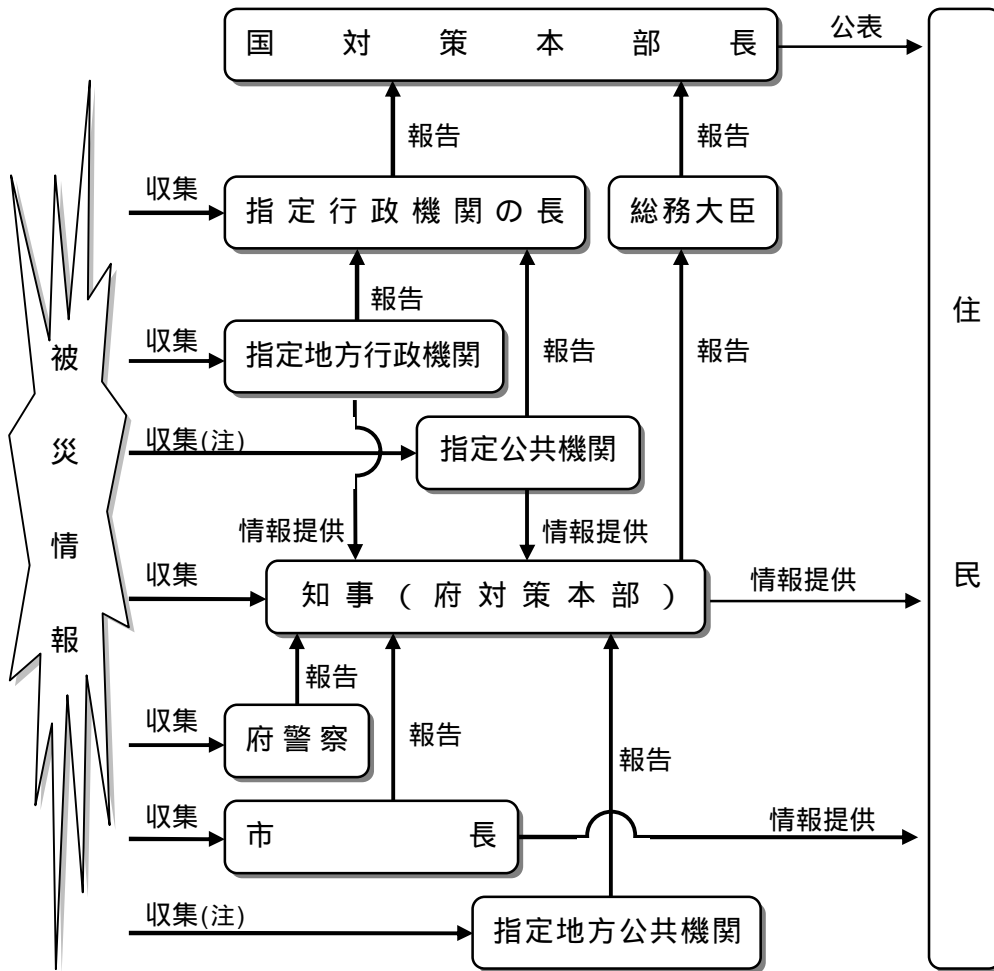 国対策本部長
公表
報告
報告
収集
指定行政機関の長
総務大臣
報告
収集
指定地方行政機関
報告
報告
収集(注)
指定公共機関
情報提供
情報提供
収集
知事(府対策本部)
情報提供
報告
収集
府警察
報告
報告
収集
市長
情報提供
収集(注)
指定地方公共機関
被災情報
住民